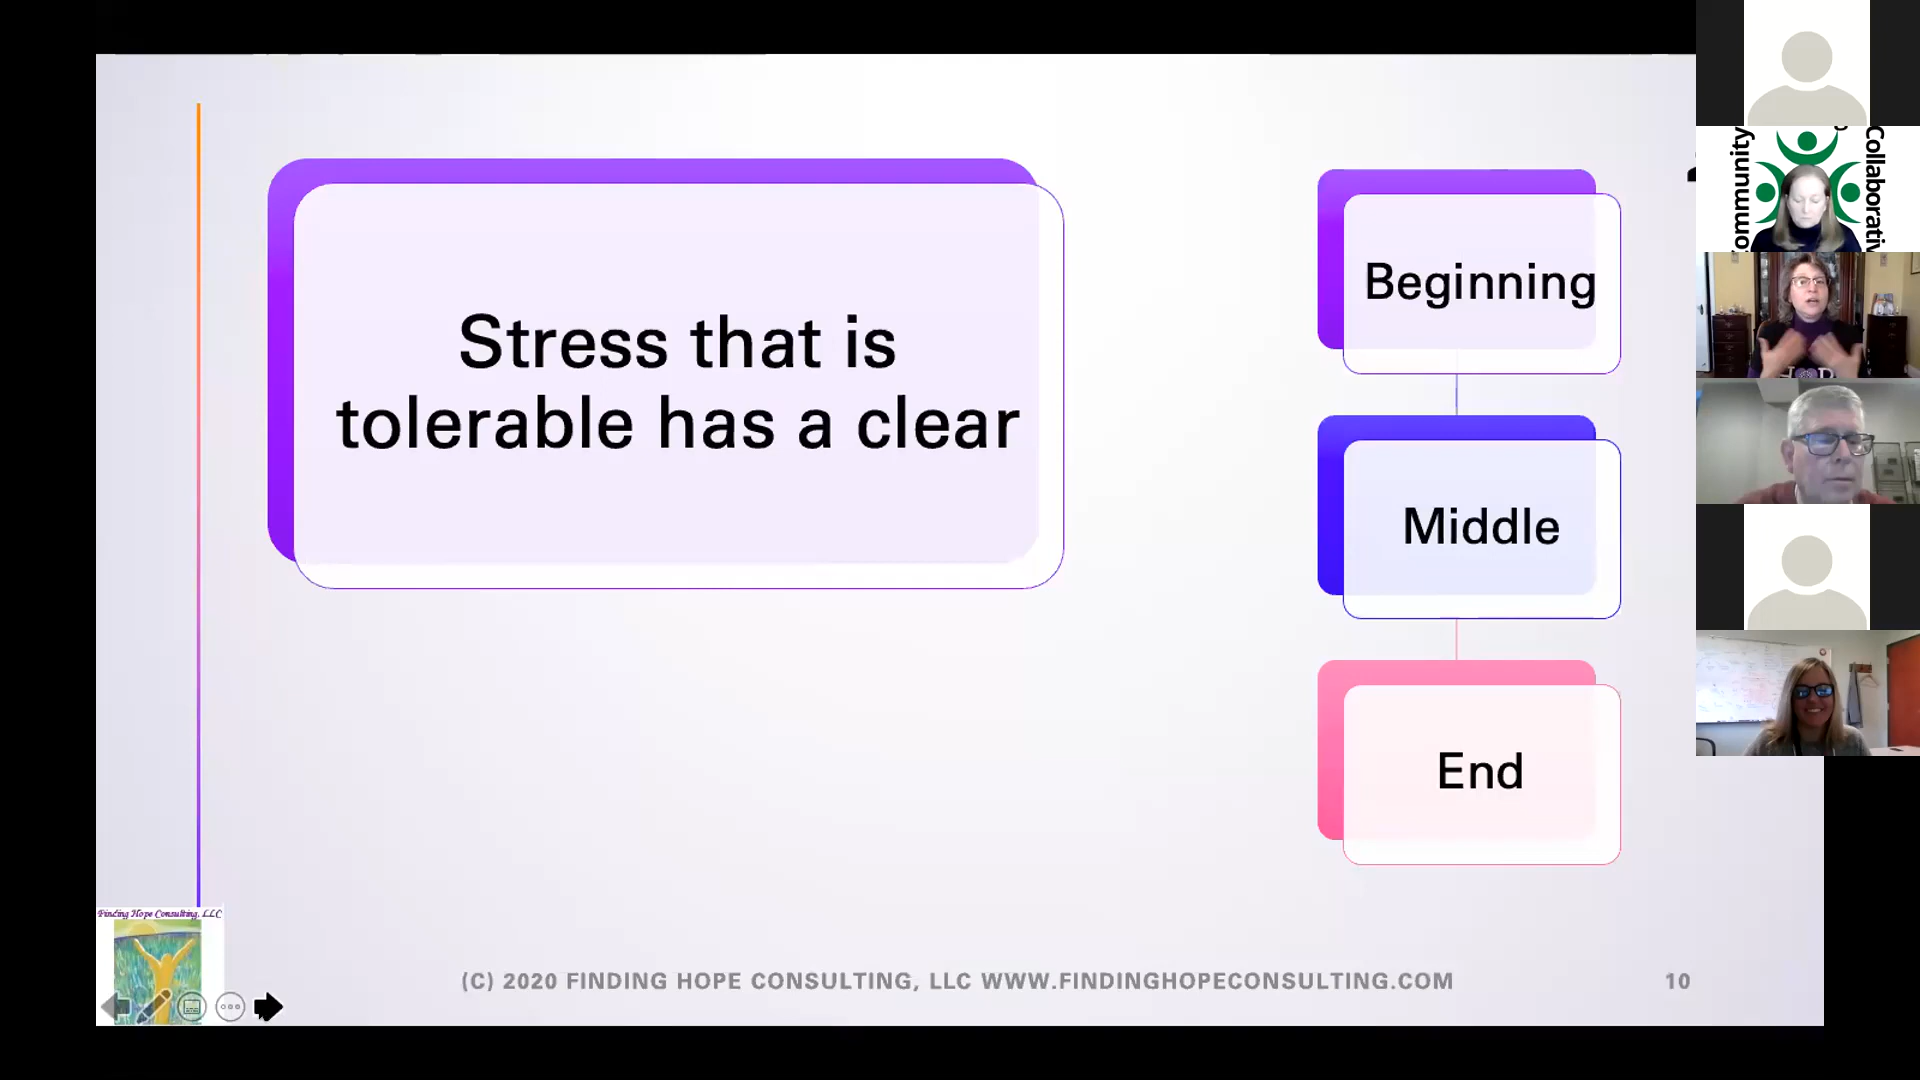 Stress that is
tolerable has a clear
Beginning
Middle
End
Finding Hope Consulting, LLC
(C) 2020 FINDING HOPE CONSULTING, LLC WWW.FINDINGHOPECONSULTING.COM
10
ommunity
Collaborativ